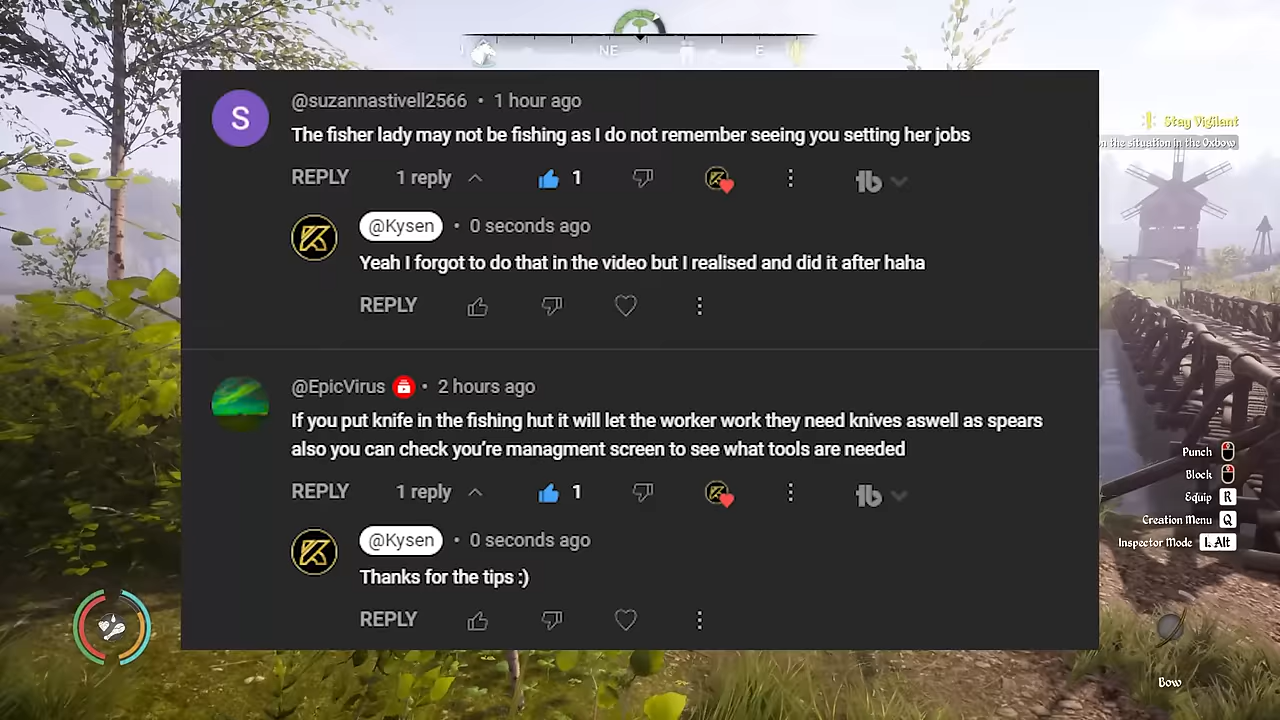 NE
E
S
@suzannastivell2566 • 1 hour ago
The fisher lady may not be fishing as I do not remember seeing you setting her jobs
REPLY 1 reply 1
@Kysen • 0 seconds ago
Yeah I forgot to do that in the video but I realised and did it after haha
REPLY
@EpicVirus • 2 hours ago
If you put knife in the fishing hut it will let the worker work they need knives aswell as spears
also you can check you're managment screen to see what tools are needed
REPLY 1 reply 1
@Kysen • 0 seconds ago
Thanks for the tips :)
REPLY
Stay Vigilant
on the situation in the Oxbow
Punch
Block
Equip R
Creation Menu Q
Inspector Mode L Alt
Bow